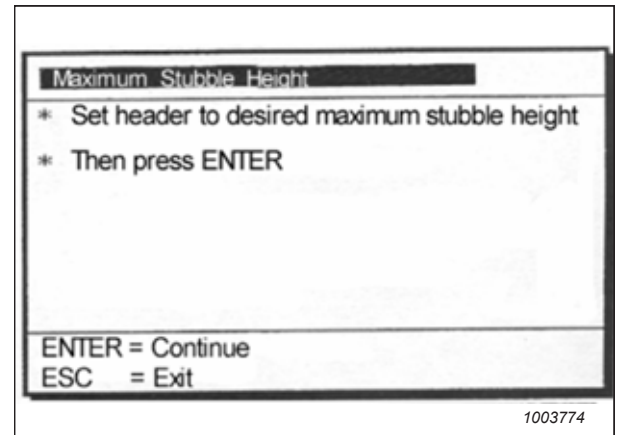 Maximum Stubble Height
* Set header to desired maximum stubble height
* Then press ENTER
ENTER = Continue
ESC = Exit
1003774